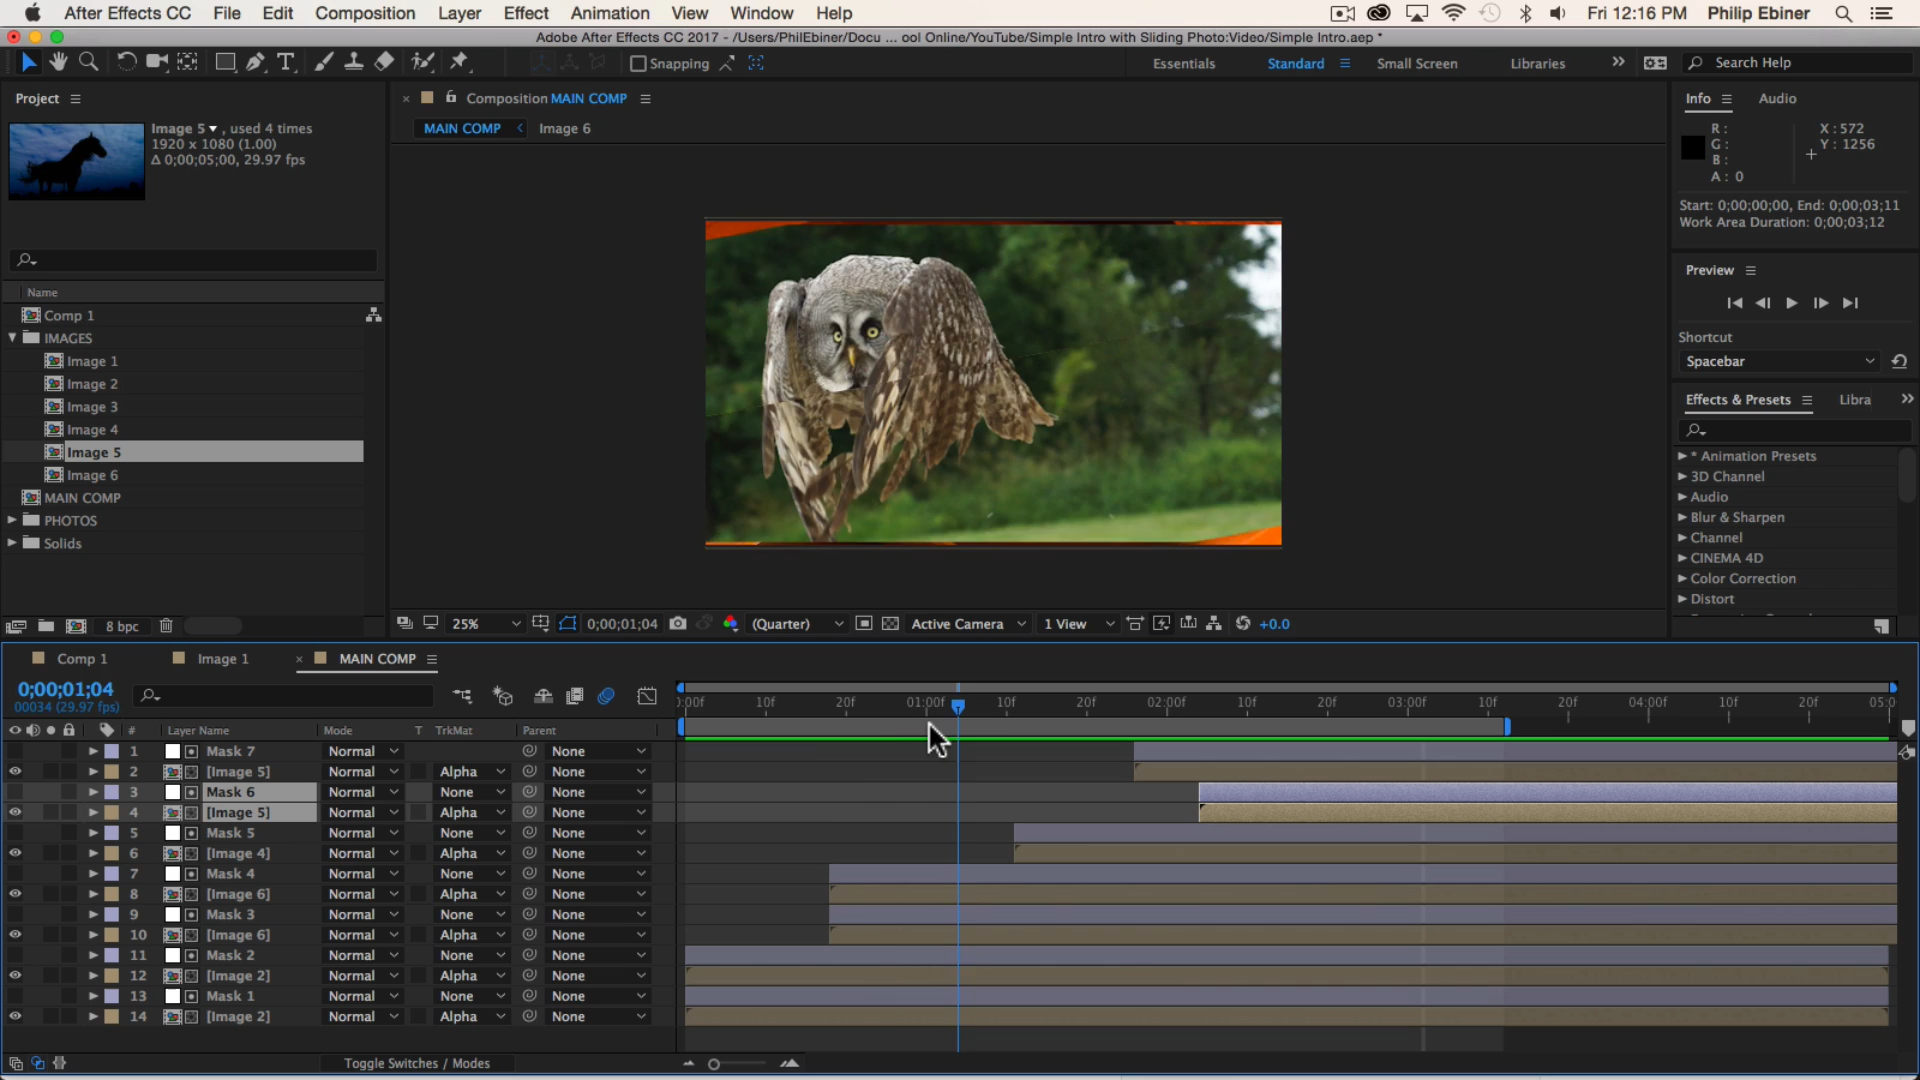 After Effects CC File Edit Composition Layer Effect Animation View Window Help Fri 12:16 PM Philip Ebiner
Adobe After Effects CC 2017 - /Users/PhilEbiner/Docu ... ool Online/YouTube/Simple Intro with Sliding Photo:Video/Simple Intro.aep *
Snapping Essentials Standard Small Screen Libraries Search Help
Project
Image 5 , used 4 times
1920 x 1080 (1.00)
Δ 0;00;05;00, 29.97 fps
Name
Comp 1
IMAGES
Image 1
Image 2
Image 3
Image 4
Image 5
Image 6
MAIN COMP
PHOTOS
Solids
8 bpc
Composition MAIN COMP
MAIN COMP Image 6
25% 0;00;01;04 (Quarter) Active Camera 1 View +0.0
Info Audio
R: X: 572
G: Y: 1256
B:
A: 0
Start: 0;00;00;00, End: 0;00;03;11
Work Area Duration: 0;00;03;12
Preview
Shortcut
Spacebar
Effects & Presets Libra
* Animation Presets
3D Channel
Audio
Blur & Sharpen
Channel
CINEMA 4D
Color Correction
Distort
Comp 1 Image 1 MAIN COMP
0;00;01;04
00034 (29.97 fps)
:00f 10f 20f 01:00f 10f 20f 02:00f 10f 20f 03:00f 10f 20f 04:00f 10f 20f 05:0
# Layer Name Mode T TrkMat Parent
1 Mask 7 Normal None
2 [Image 5] Normal Alpha None
3 Mask 6 Normal None None
4 [Image 5] Normal Alpha None
5 Mask 5 Normal None None
6 [Image 4] Normal Alpha None
7 Mask 4 Normal None None
8 [Image 6] Normal Alpha None
9 Mask 3 Normal None None
10 [Image 6] Normal Alpha None
11 Mask 2 Normal None None
12 [Image 2] Normal Alpha None
13 Mask 1 Normal None None
14 [Image 2] Normal Alpha None
Toggle Switches / Modes